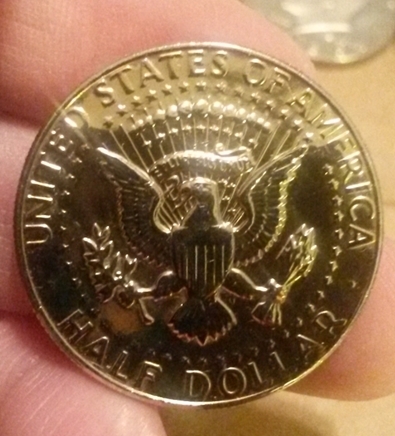 UNITED STATES OF AMERICA
HALF DOLLAR